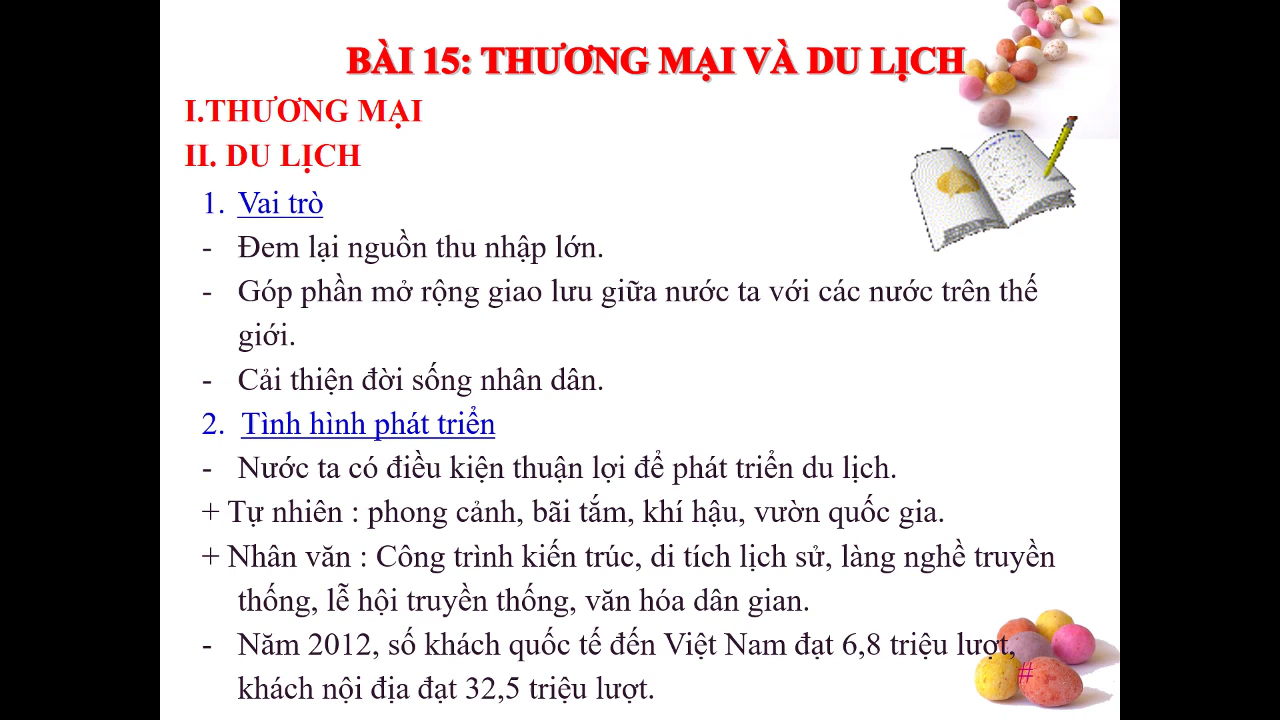 BÀI 15: THƯƠNG MẠI VÀ DU LỊCH
I.THƯƠNG MẠI
II. DU LỊCH
1. Vai trò
- Đem lại nguồn thu nhập lớn.
- Góp phần mở rộng giao lưu giữa nước ta với các nước trên thế
giới.
- Cải thiện đời sống nhân dân.
2. Tình hình phát triển
- Nước ta có điều kiện thuận lợi để phát triển du lịch.
+ Tự nhiên : phong cảnh, bãi tắm, khí hậu, vườn quốc gia.
+ Nhân văn : Công trình kiến trúc, di tích lịch sử, làng nghề truyền
thống, lễ hội truyền thống, văn hóa dân gian.
- Năm 2012, số khách quốc tế đến Việt Nam đạt 6,8 triệu lượt,
#
khách nội địa đạt 32,5 triệu lượt.